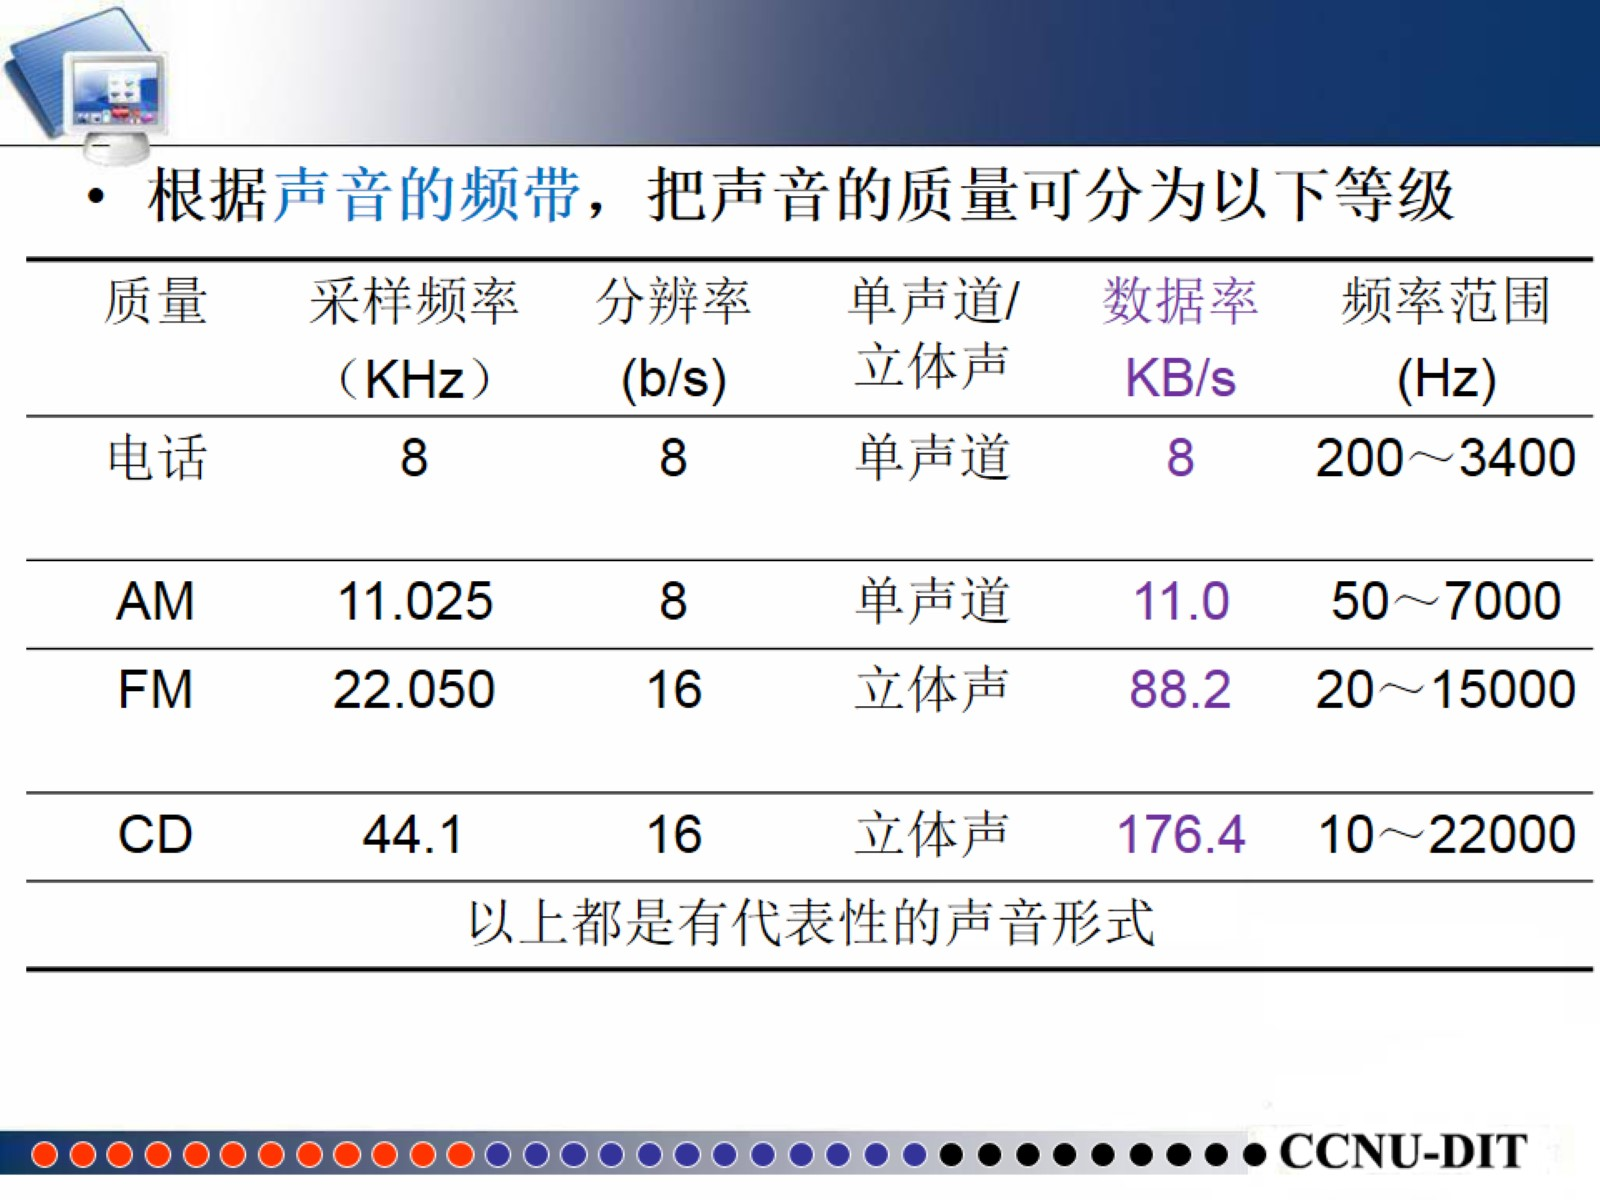 • 根据声音的频带，把声音的质量可分为以下等级
质量 采样频率 分辨率 单声道/ 数据率 频率范围
（KHz） (b/s) 立体声 KB/s (Hz)
电话 8 8 单声道 8 200～3400
AM 11.025 8 单声道 11.0 50～7000
FM 22.050 16 立体声 88.2 20～15000
CD 44.1 16 立体声 176.4 10～22000
以上都是有代表性的声音形式
CCNU-DIT